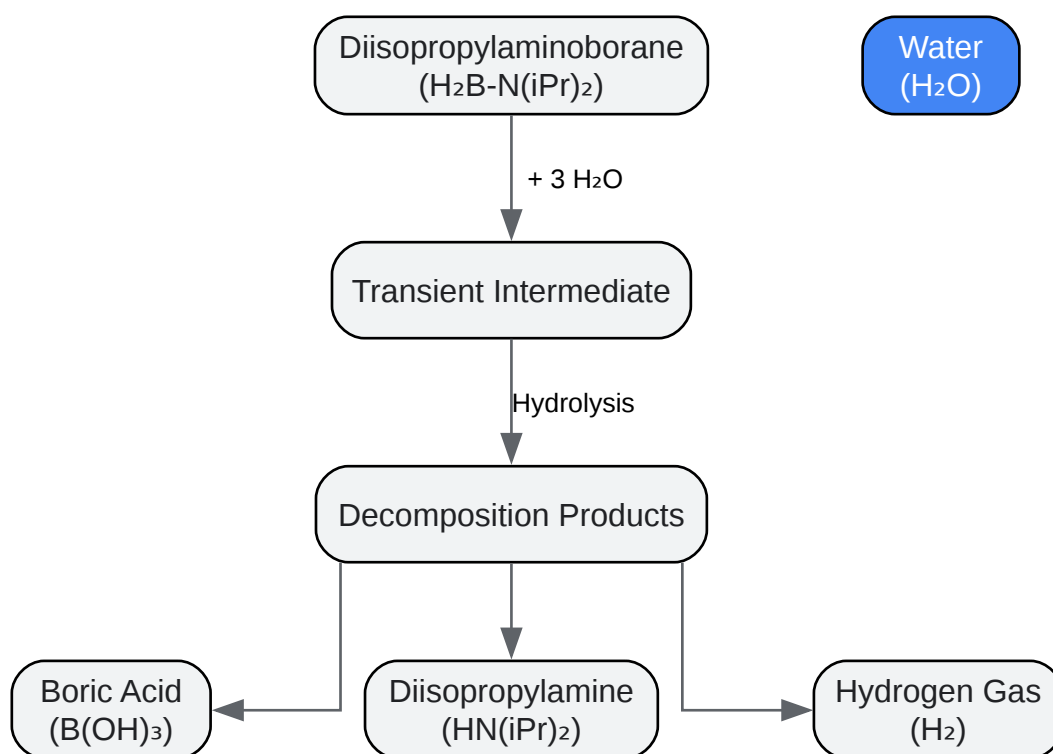 Diisopropylaminoborane
(H₂B-N(iPr)₂)
Water
(H₂O)
+ 3 H₂O
Transient Intermediate
Hydrolysis
Decomposition Products
Boric Acid
(B(OH)₃)
Diisopropylamine
(HN(iPr)₂)
Hydrogen Gas
(H₂)